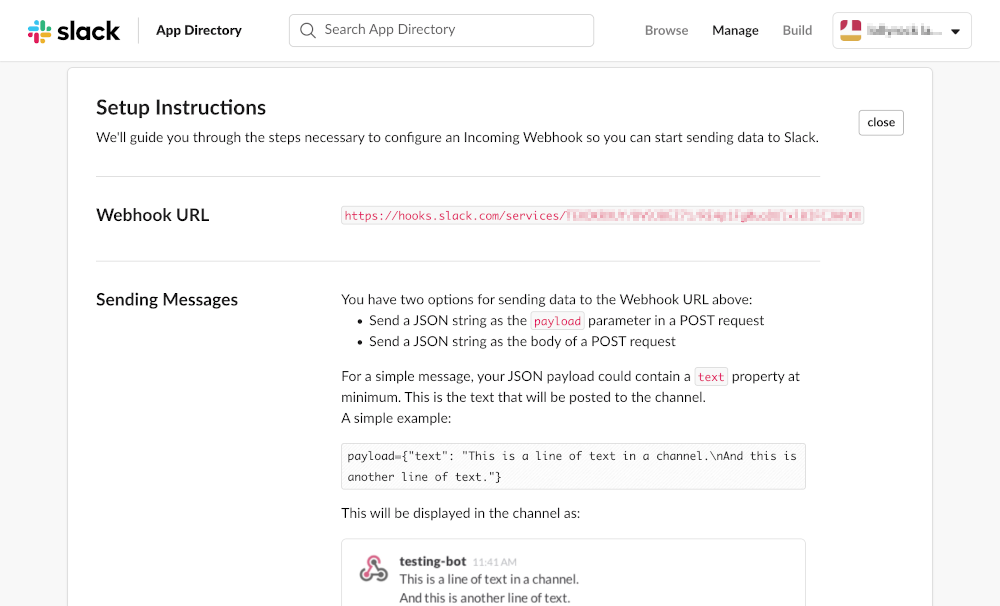 slack
App Directory
Search App Directory
Browse
Manage
Build
Setup Instructions
close
We'll guide you through the steps necessary to configure an Incoming Webhook so you can start sending data to Slack.
Webhook URL
https://hooks.slack.com/services/
Sending Messages
You have two options for sending data to the Webhook URL above:
• Send a JSON string as the payload parameter in a POST request
• Send a JSON string as the body of a POST request
For a simple message, your JSON payload could contain a text property at
minimum. This is the text that will be posted to the channel.
A simple example:
payload={"text": "This is a line of text in a channel.\nAnd this is
another line of text."}
This will be displayed in the channel as:
testing-bot 11:41 AM
This is a line of text in a channel.
And this is another line of text.